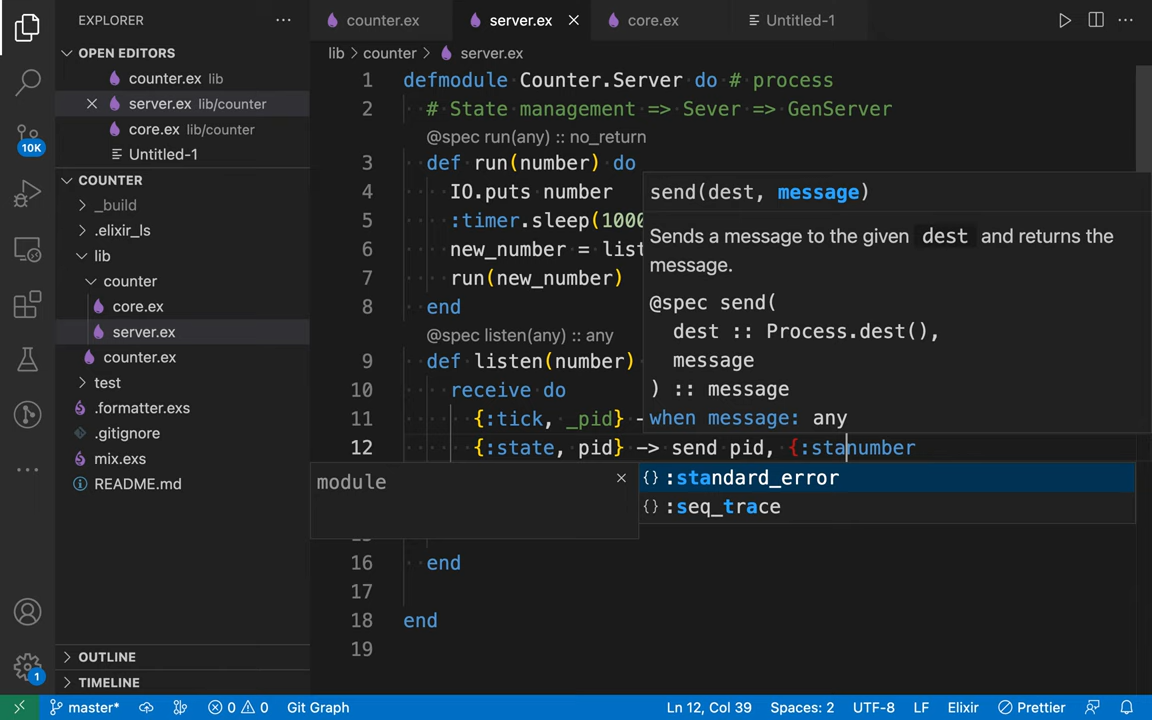 EXPLORER
counter.ex
server.ex
core.ex
Untitled-1
OPEN EDITORS
counter.ex lib
server.ex lib/counter
core.ex lib/counter
Untitled-1
COUNTER
_build
.elixir_ls
lib
counter
core.ex
server.ex
counter.ex
test
.formatter.exs
.gitignore
mix.exs
README.md
OUTLINE
TIMELINE
10K
1
lib > counter > server.ex
1 defmodule Counter.Server do # process
2 # State management => Sever => GenServer
@spec run(any) :: no_return
3 def run(number) do
4 IO.puts number
5 :timer.sleep(1000
6 new_number = list
7 run(new_number)
8 end
@spec listen(any) :: any
9 def listen(number)
10 receive do
11 {:tick, _pid} -
12 {:state, pid} -> send pid, {:stanumber
16 end
17
18 end
19
send(dest, message)
Sends a message to the given dest and returns the
message.
@spec send(
dest :: Process.dest(),
message
) :: message
when message: any
module
:standard_error
:seq_trace
master*
0 0
Git Graph
Ln 12, Col 39
Spaces: 2
UTF-8
LF
Elixir
Prettier